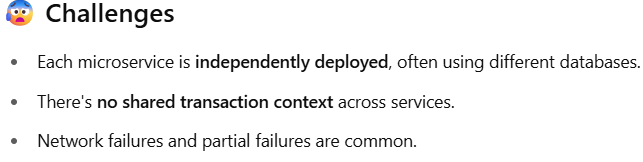 😰 Challenges
• Each microservice is independently deployed, often using different databases.
• There's no shared transaction context across services.
• Network failures and partial failures are common.